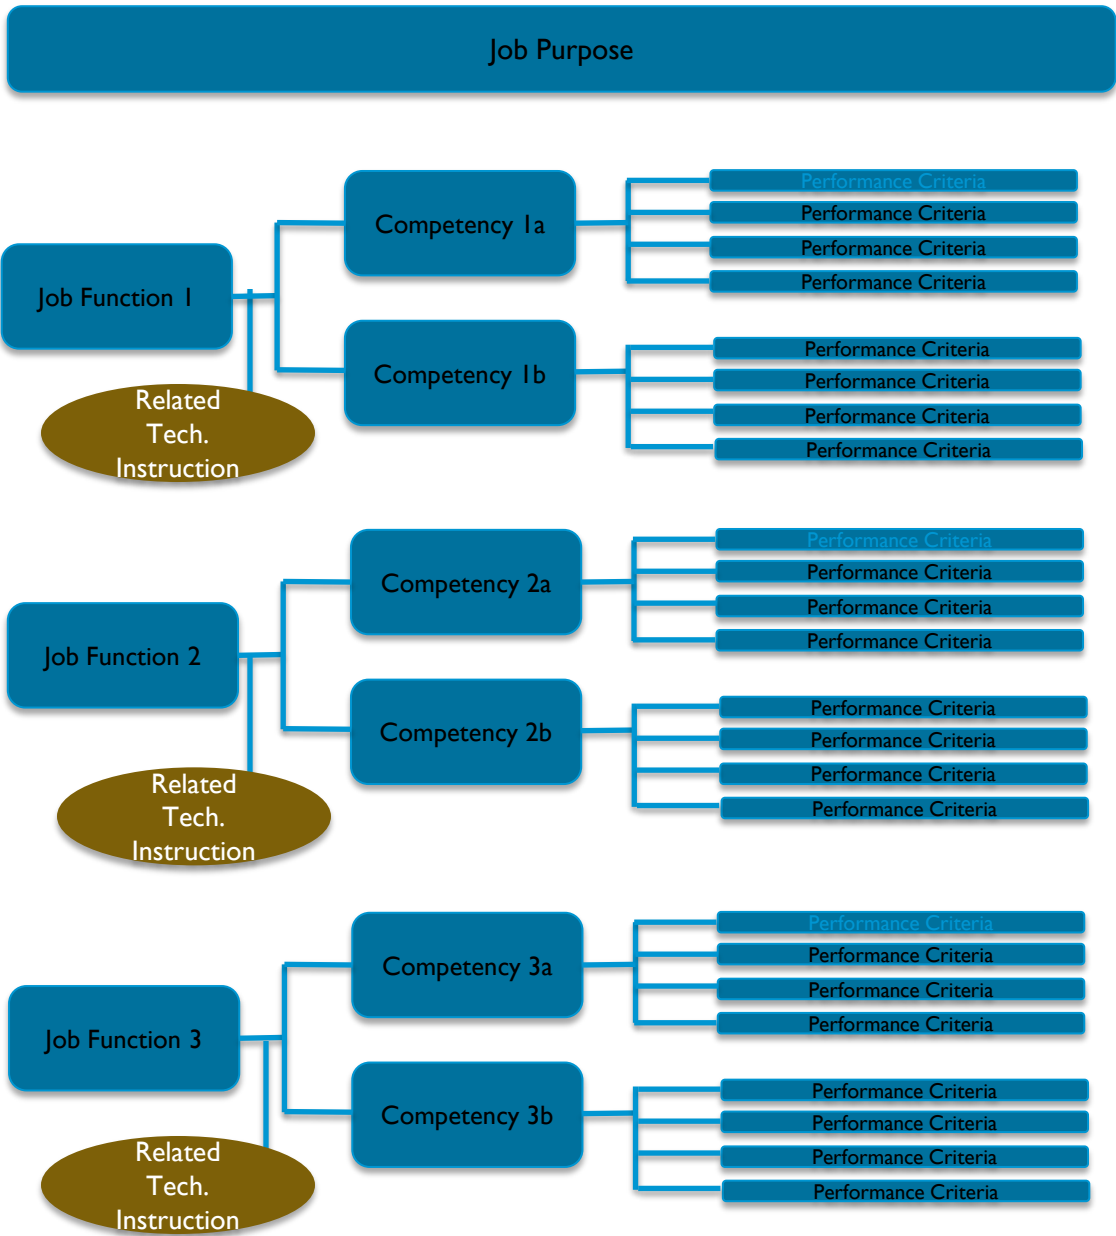 Job Purpose
Performance Criteria
Performance Criteria
Competency 1a
Performance Criteria
Performance Criteria
Job Function 1
Performance Criteria
Competency 1b
Performance Criteria
Performance Criteria
Performance Criteria
Related
Tech.
Instruction
Performance Criteria
Performance Criteria
Competency 2a
Performance Criteria
Performance Criteria
Job Function 2
Performance Criteria
Competency 2b
Performance Criteria
Performance Criteria
Performance Criteria
Related
Tech.
Instruction
Performance Criteria
Performance Criteria
Competency 3a
Performance Criteria
Performance Criteria
Job Function 3
Performance Criteria
Competency 3b
Performance Criteria
Performance Criteria
Performance Criteria
Related
Tech.
Instruction